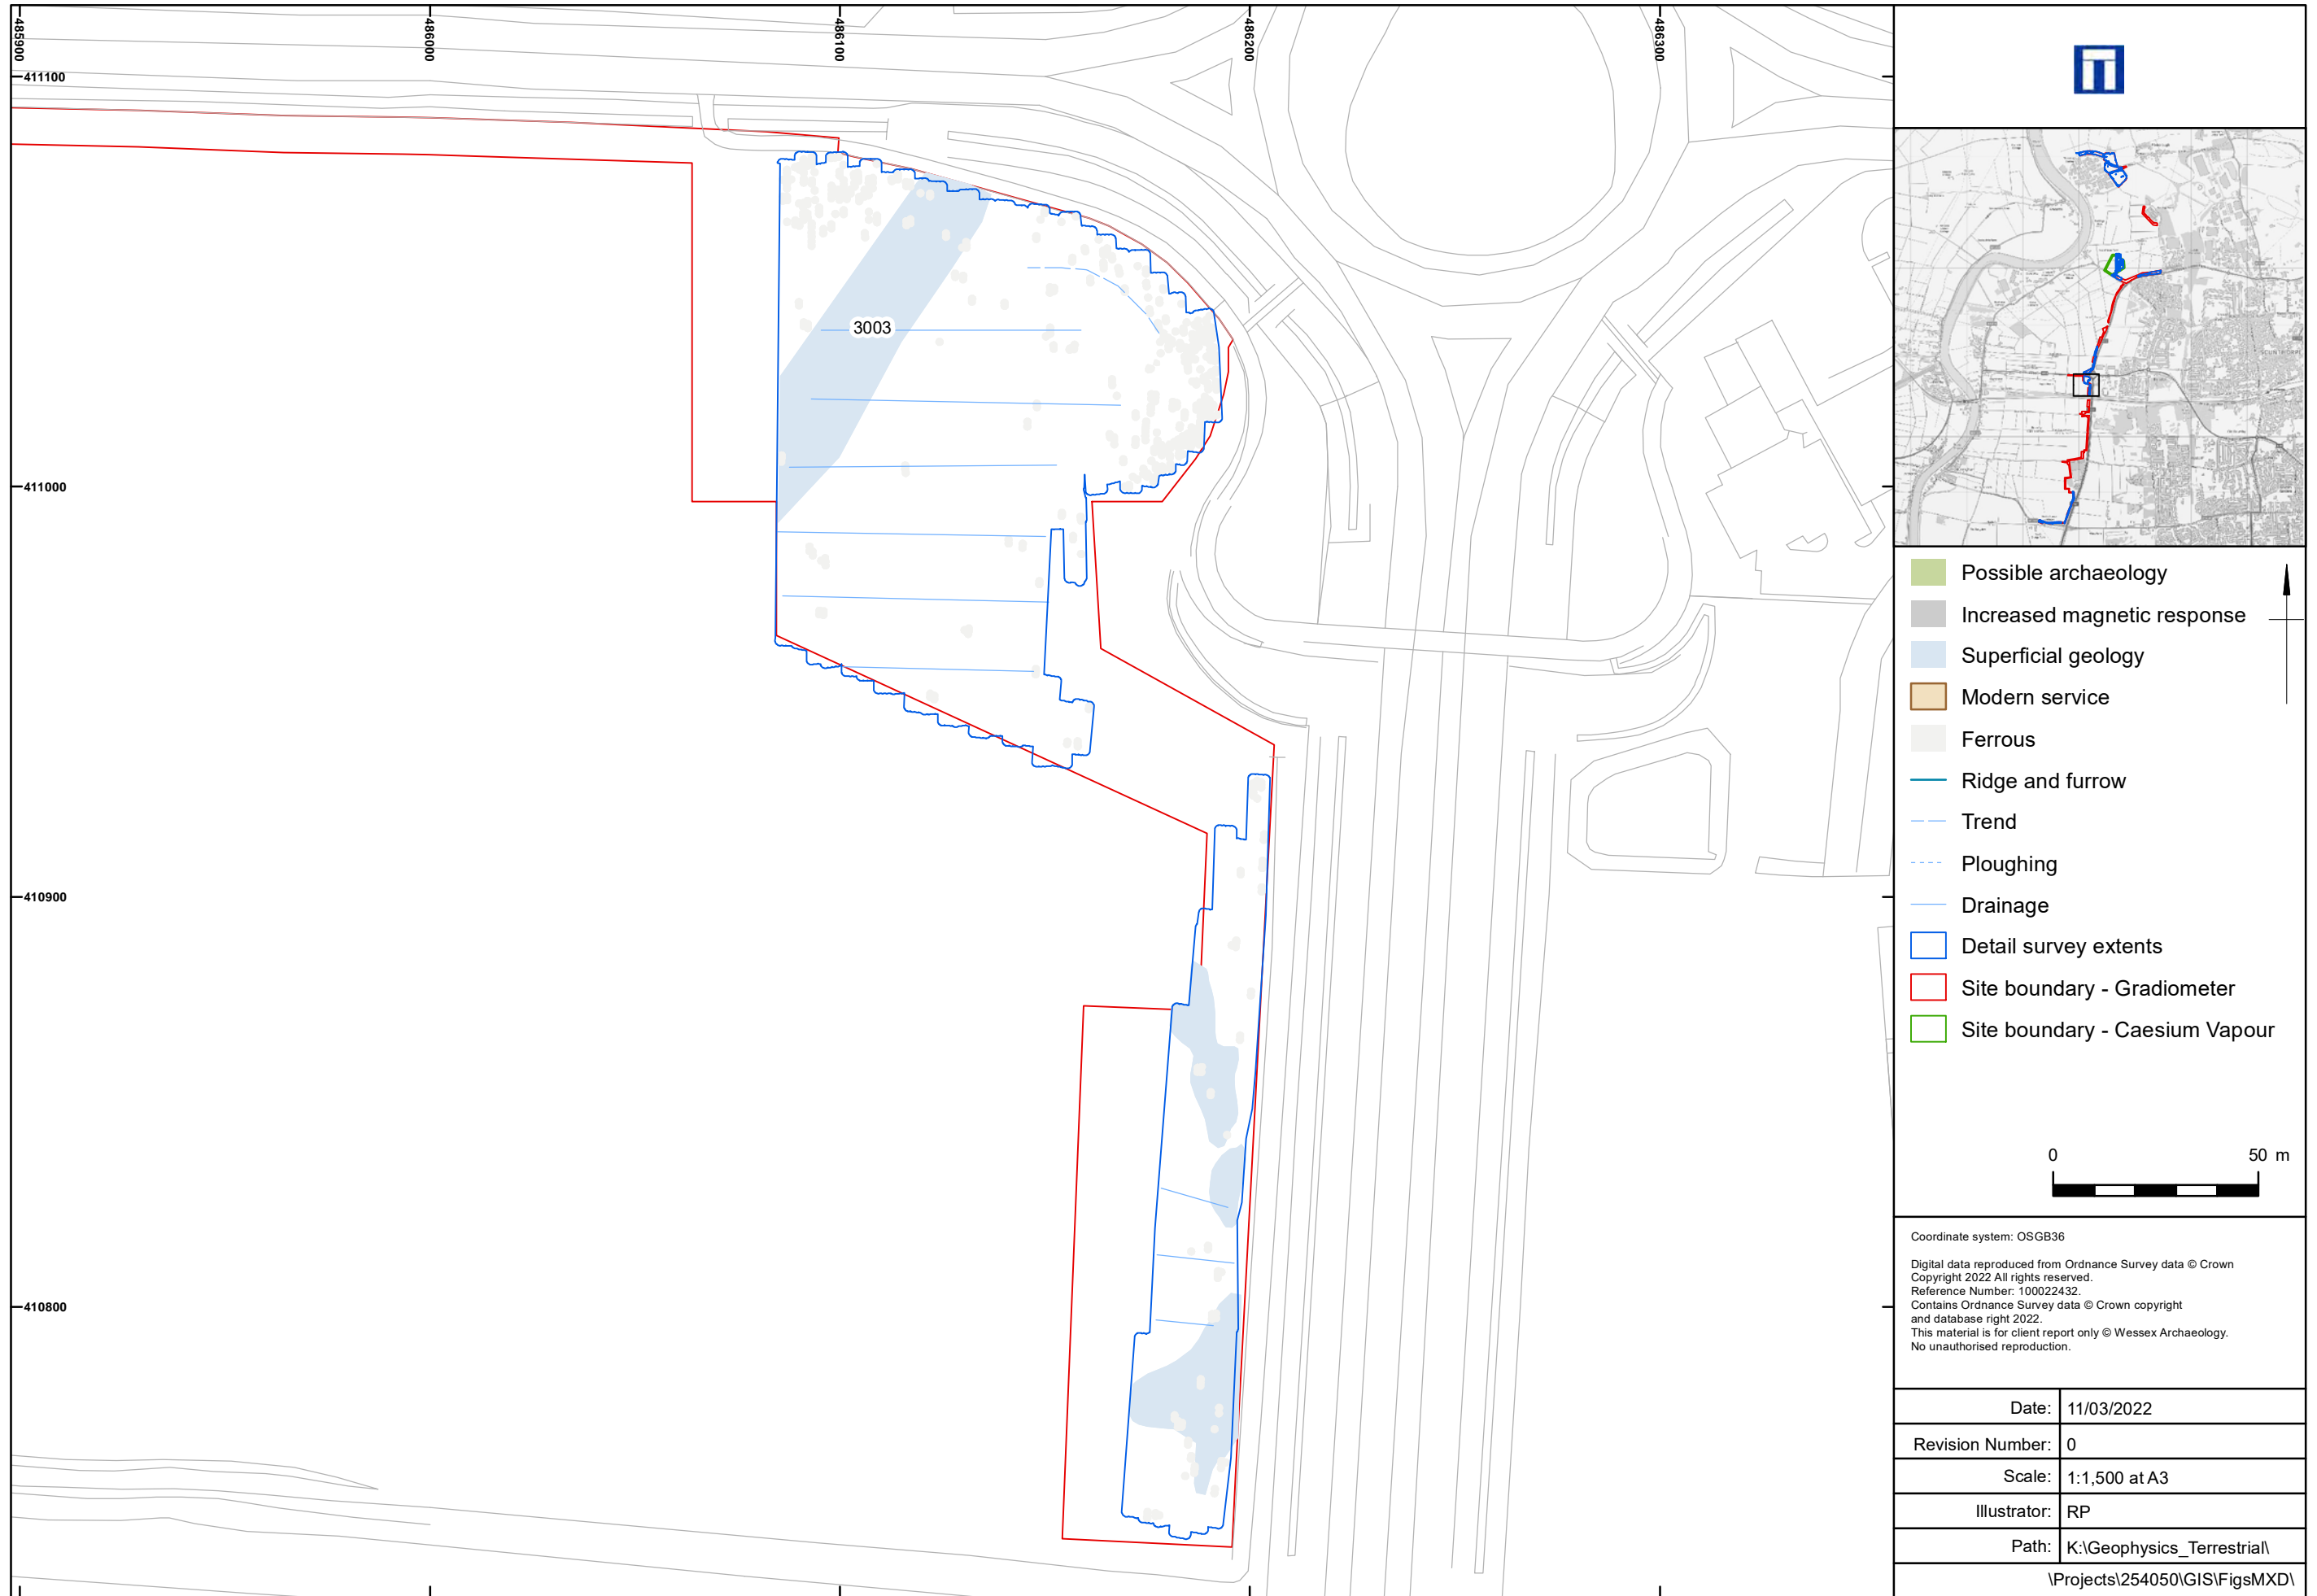 485900
486000
486100
486200
486300
411100
411000
410900
410800
3003
Possible archaeology
Increased magnetic response
Superficial geology
Modern service
Ferrous
Ridge and furrow
Trend
Ploughing
Drainage
Detail survey extents
Site boundary - Gradiometer
Site boundary - Caesium Vapour
0 50 m
Coordinate system: OSGB36
Digital data reproduced from Ordnance Survey data © Crown
Copyright 2022 All rights reserved.
Reference Number: 100022432.
Contains Ordnance Survey data © Crown copyright
and database right 2022.
This material is for client report only © Wessex Archaeology.
No unauthorised reproduction.
Date: 11/03/2022
Revision Number: 0
Scale: 1:1,500 at A3
Illustrator: RP
Path: K:\Geophysics_Terrestrial\
\Projects\254050\GIS\FigsMXD\